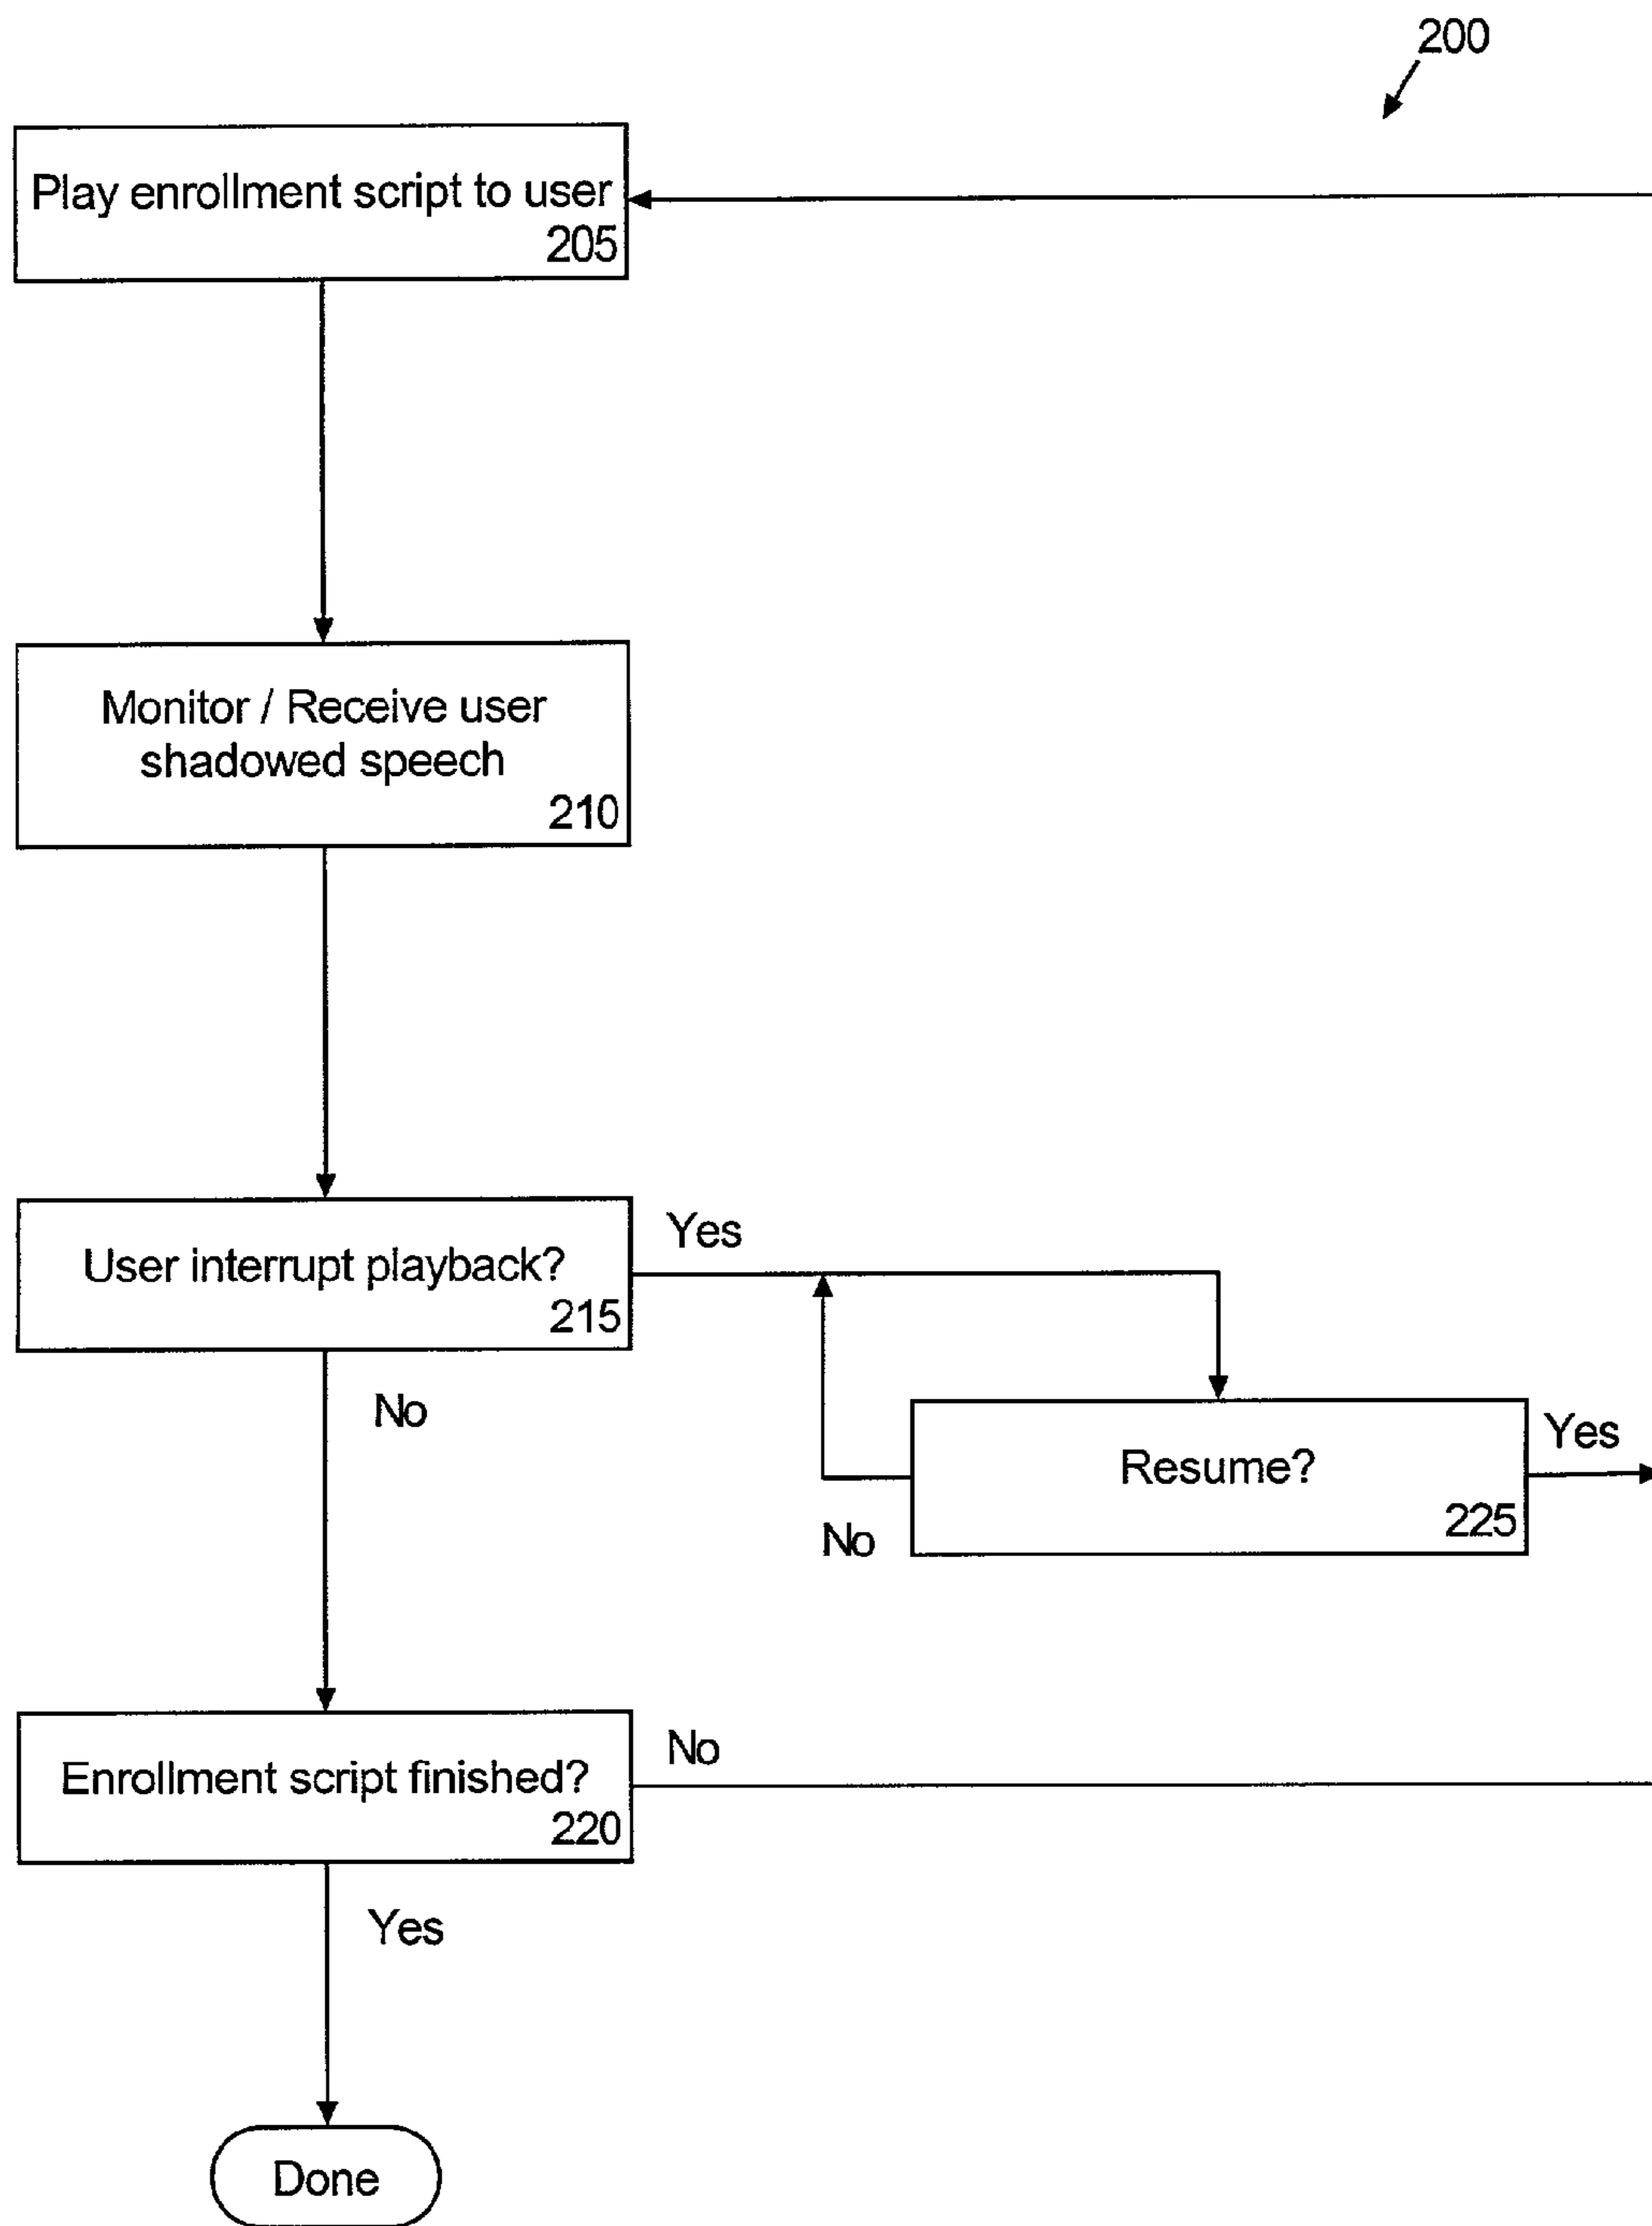 200
Play enrollment script to user
205
Monitor / Receive user
shadowed speech
210
User interrupt playback?
215
Yes
No
Resume?
225
Yes
No
Enrollment script finished?
220
No
Yes
Done